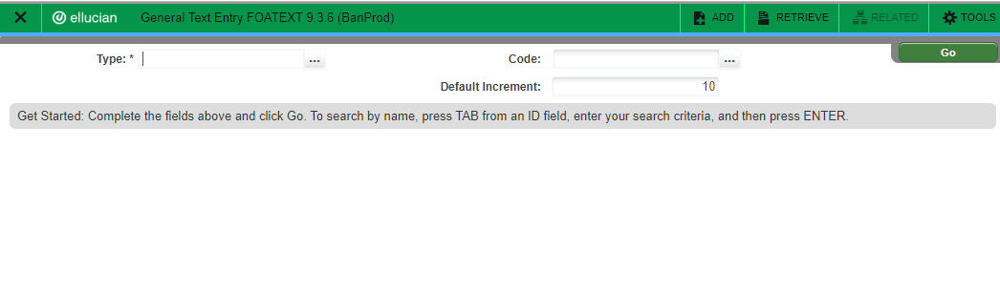 ✕ ellucian General Text Entry FOATEXT 9.3.6 (BanProd) ADD RETRIEVE RELATED TOOLS
Type: * ... Code: ... Go
Default Increment: 10
Get Started: Complete the fields above and click Go. To search by name, press TAB from an ID field, enter your search criteria, and then press ENTER.